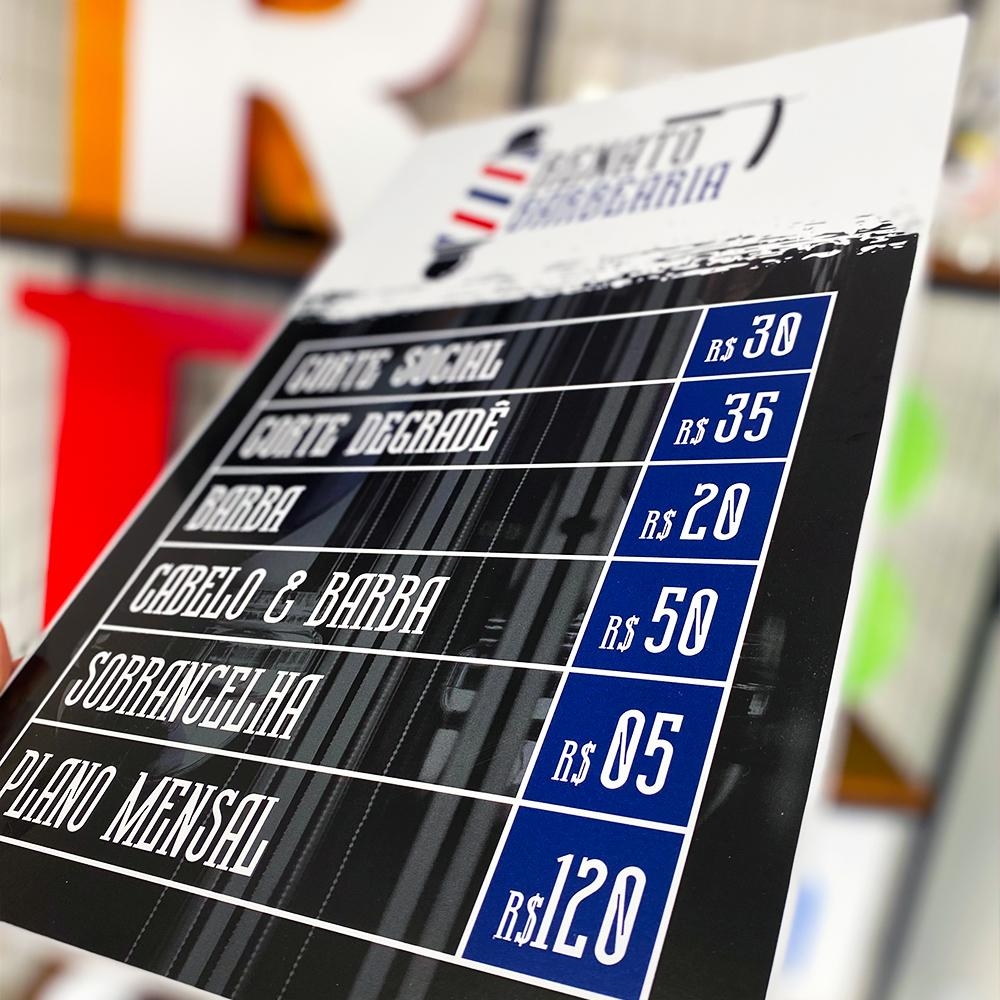 R
RENATO
BARBEARIA
CORTE SOCIAL R$ 30
CORTE DEGRADÊ R$ 35
BARBA R$ 20
CABELO & BARBA R$ 50
SOBRANCELHA R$ 05
PLANO MENSAL R$120